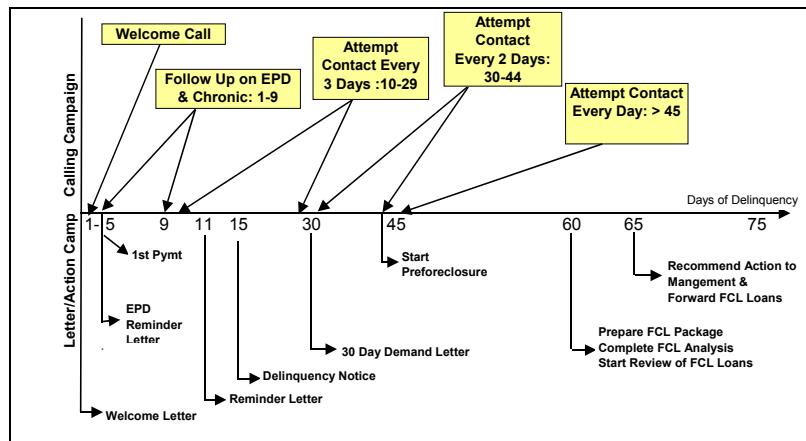 Welcome Call
Follow Up on EPD
& Chronic: 1-9
Attempt
Contact Every
3 Days :10-29
Attempt
Contact
Every 2 Days:
30-44
Attempt Contact
Every Day: > 45
Calling Campaign
Letter/Action Camp
Days of Delinquency
1- 5 9 11 15 30 45 60 65 75
1st Pymt
EPD
Reminder
Letter
Welcome Letter
Reminder Letter
Delinquency Notice
30 Day Demand Letter
Start
Preforeclosure
Prepare FCL Package
Complete FCL Analysis
Start Review of FCL Loans
Recommend Action to
Mangement &
Forward FCL Loans